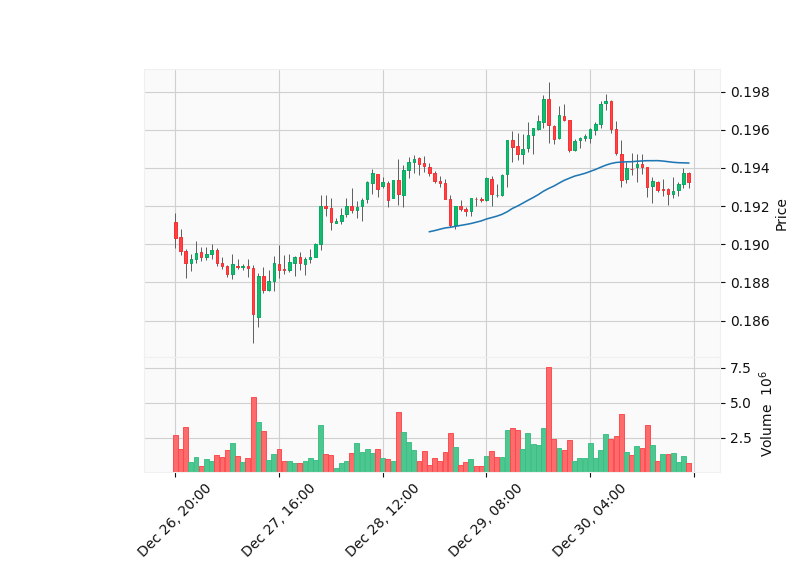 0.198
0.196
0.194
0.192
0.190
0.188
0.186
Price
7.5
5.0
2.5
Volume 10⁶
Dec 26, 20:00
Dec 27, 16:00
Dec 28, 12:00
Dec 29, 08:00
Dec 30, 04:00